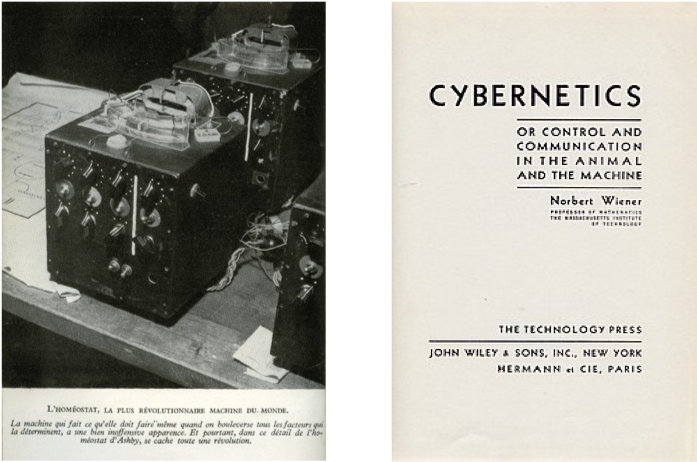 L'HOMÉOSTAT, LA PLUS RÉVOLUTIONNAIRE MACHINE DU MONDE.
La machine qui fait ce qu'elle doit faire même quand on bouleverse tous les facteurs qui
la déterminent, a une bien inoffensive apparence. Et pourtant, dans ce détail de l'ho-
méostat d'Ashby, se cache toute une révolution.
CYBERNETICS
OR CONTROL AND
COMMUNICATION
IN THE ANIMAL
AND THE MACHINE
Norbert Wiener
PROFESSOR OF MATHEMATICS
THE MASSACHUSETTS INSTITUTE
OF TECHNOLOGY
THE TECHNOLOGY PRESS
JOHN WILEY & SONS, INC., NEW YORK
HERMANN et CIE, PARIS